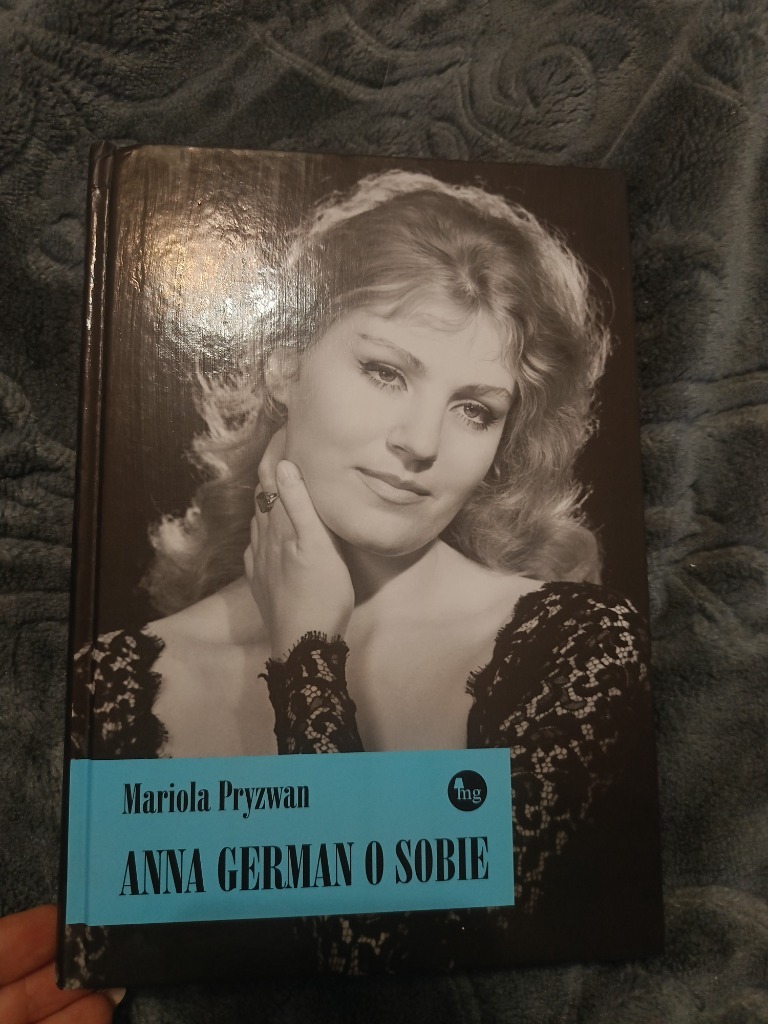 Mariola Pryzwan
mg
ANNA GERMAN O SOBIE